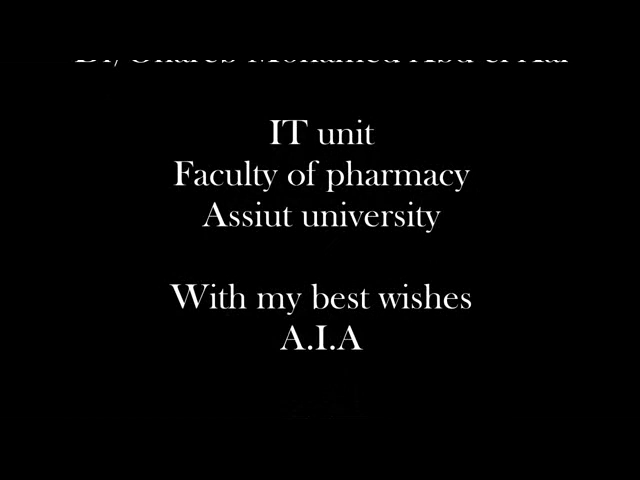 IT unit
Faculty of pharmacy
Assiut university
With my best wishes
A.I.A